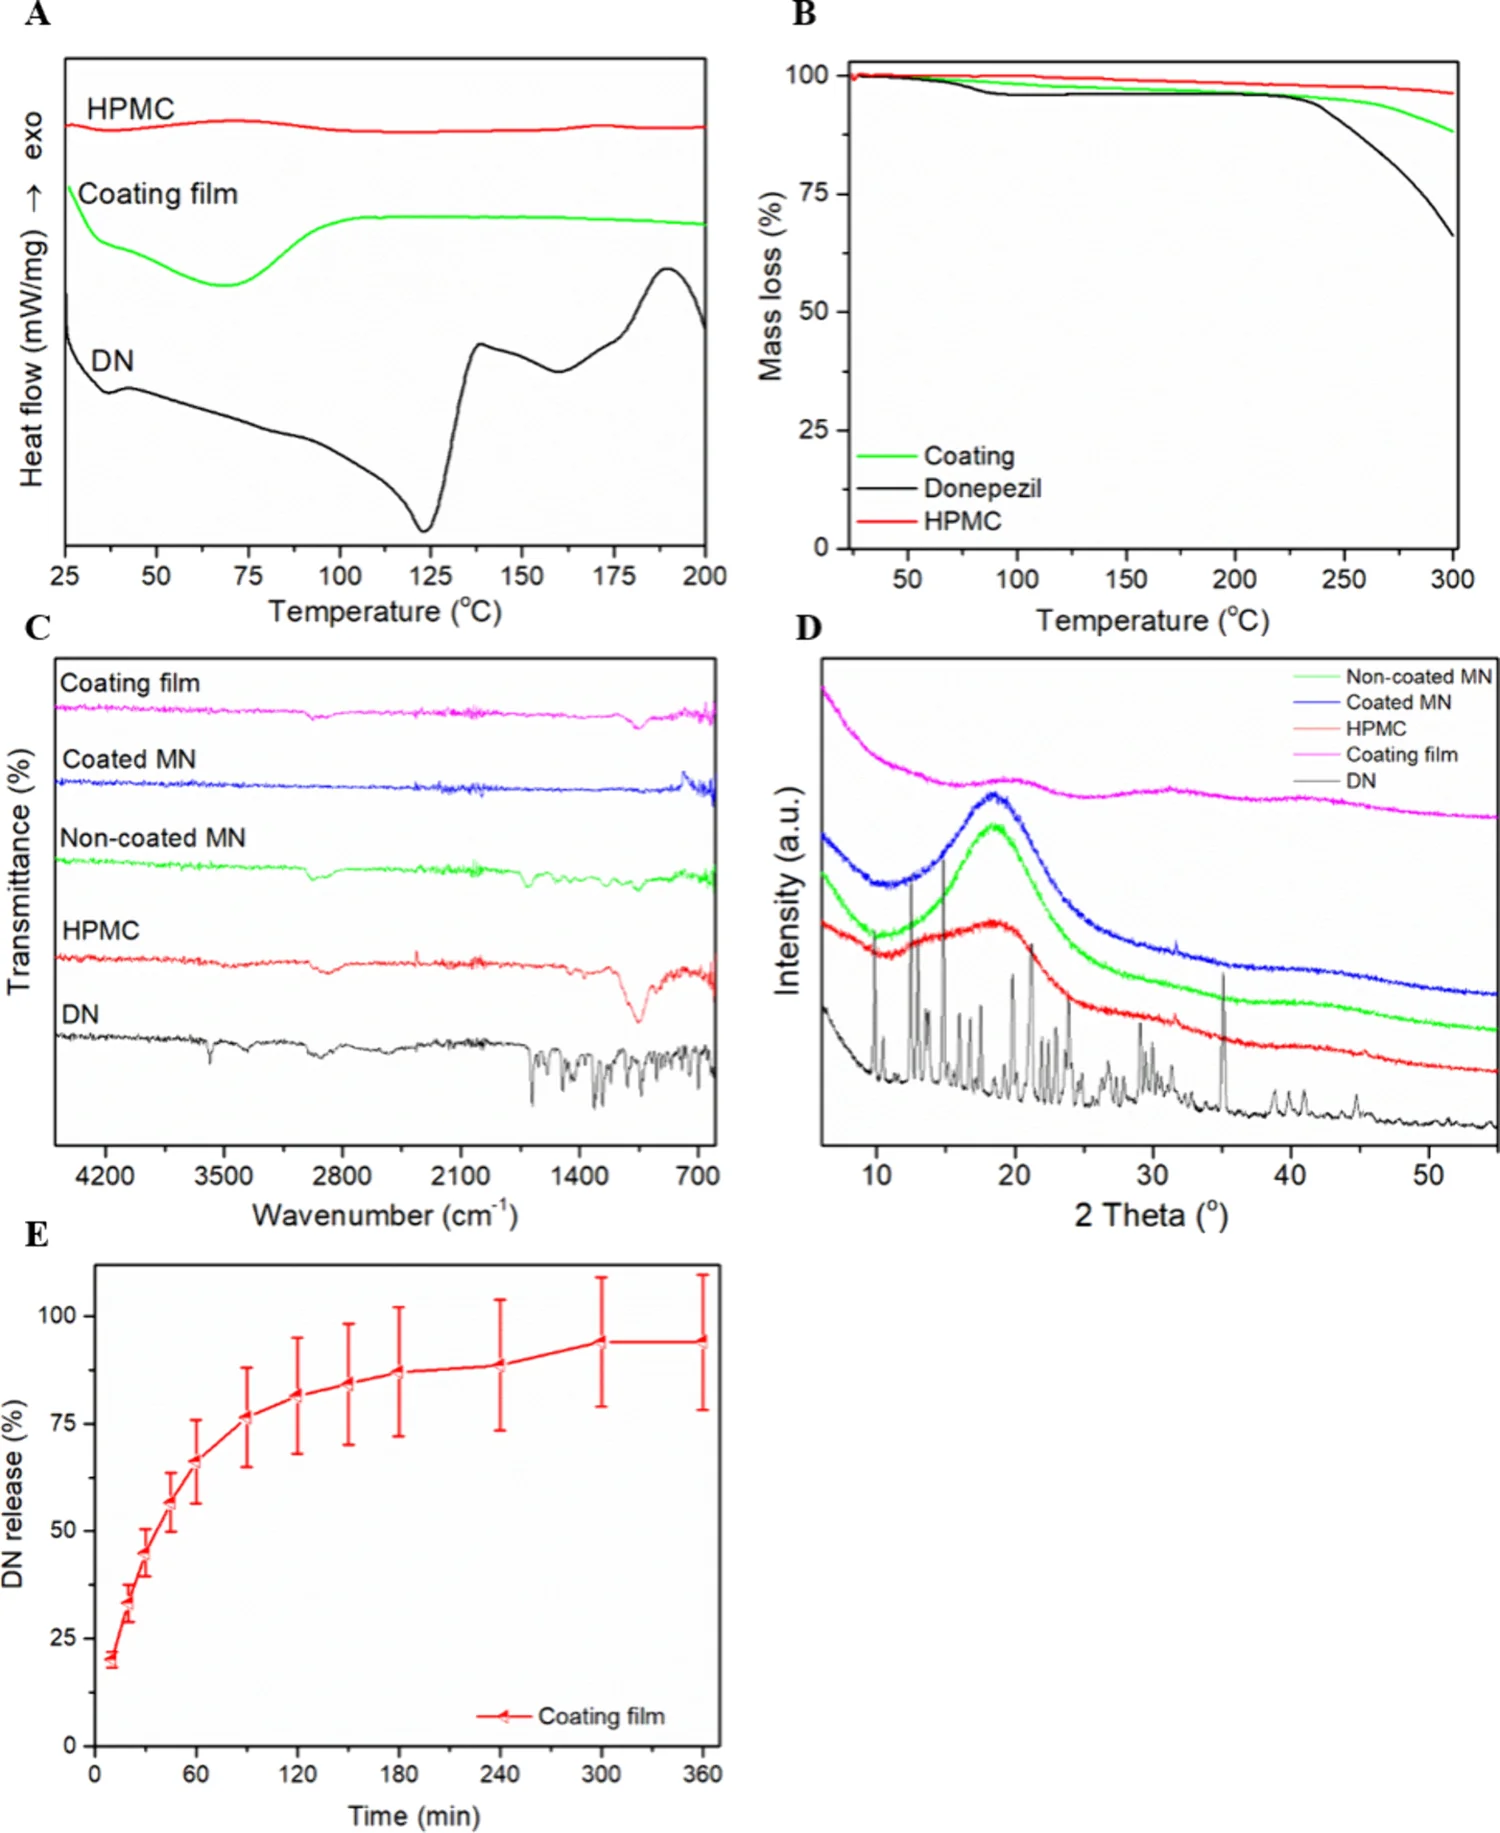 A
HPMC
Coating film
DN
Heat flow (mW/mg) → exo
25 50 75 100 125 150 175 200
Temperature (°C)
B
100
75
50
25
0
Mass loss (%)
Coating
Donepezil
HPMC
50 100 150 200 250 300
Temperature (°C)
C
Coating film
Coated MN
Non-coated MN
HPMC
DN
Transmittance (%)
4200 3500 2800 2100 1400 700
Wavenumber (cm⁻¹)
D
Non-coated MN
Coated MN
HPMC
Coating film
DN
Intensity (a.u.)
10 20 30 40 50
2 Theta (°)
E
100
75
50
25
0
DN release (%)
Coating film
0 60 120 180 240 300 360
Time (min)